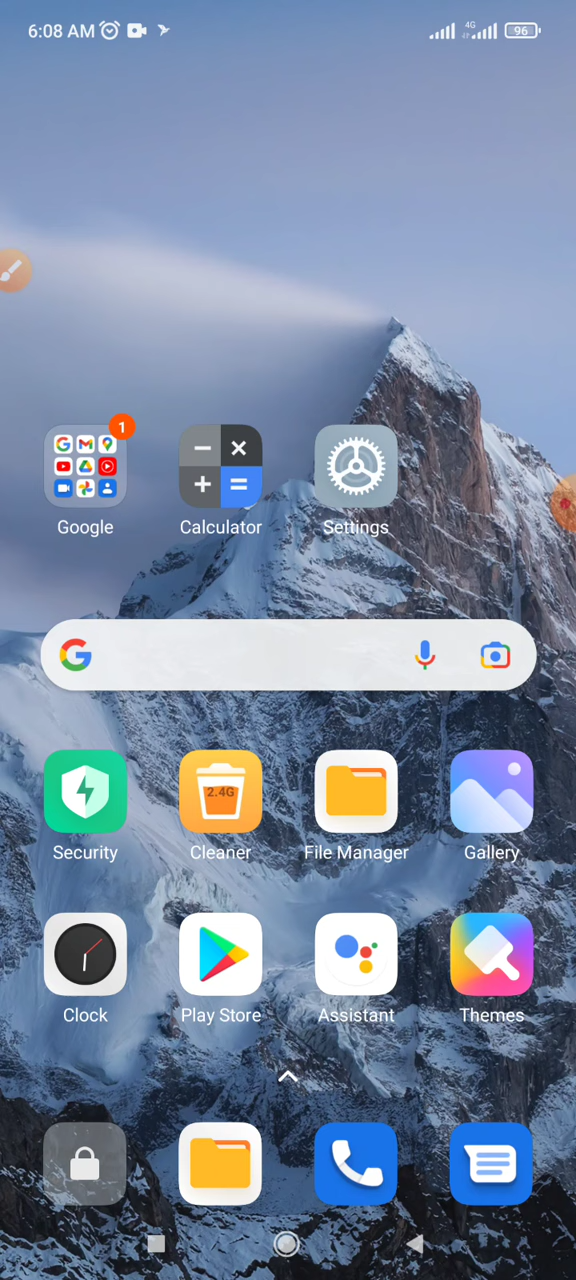 6:08 AM 4G 96
1
Google Calculator Settings
2.4G
Security Cleaner File Manager Gallery
Clock Play Store Assistant Themes